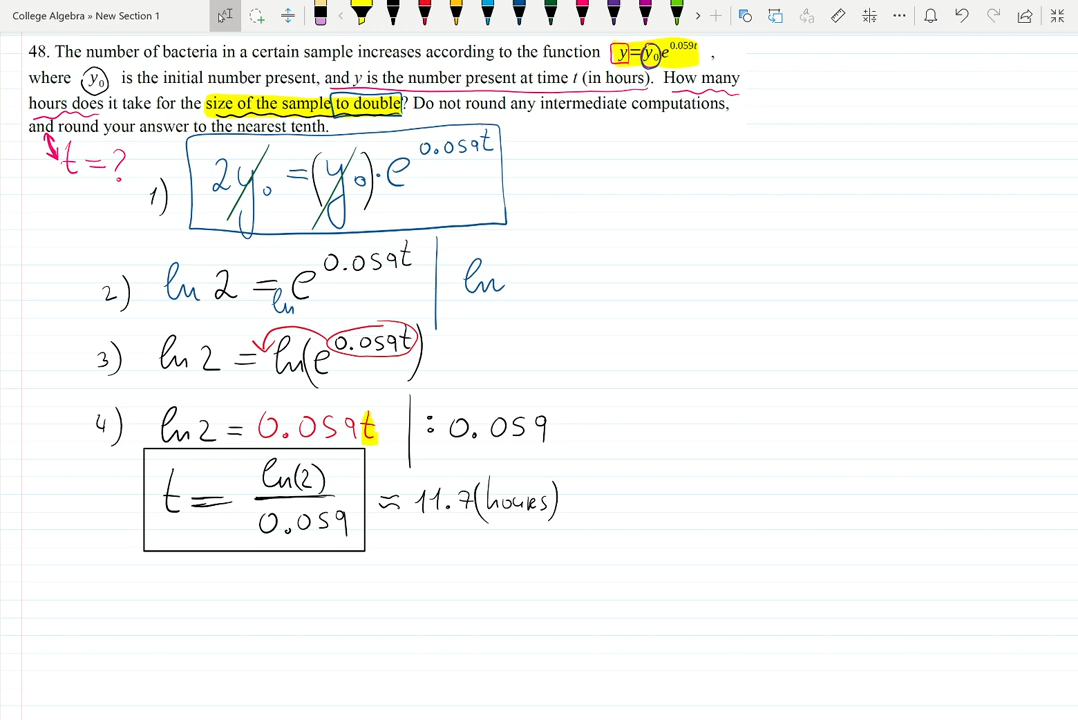 College Algebra » New Section 1
48. The number of bacteria in a certain sample increases according to the function y=y₀e^0.059t ,
where y₀ is the initial number present, and y is the number present at time t (in hours). How many
hours does it take for the size of the sample to double? Do not round any intermediate computations,
and round your answer to the nearest tenth.
t = ?
1) 2y₀ = (y₀)·e^0.059t
2) ln 2 = ln e^0.059t | ln
3) ln 2 = ln(e^0.059t)
4) ln 2 = 0.059t | : 0.059
t = ln(2)/0.059 ≈ 11.7(hours)